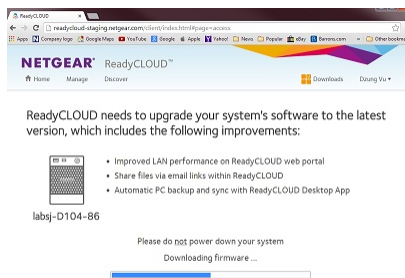 ReadyCLOUD
readycloud-staging.netgear.com/client/index.html#page=access
Apps Company logo Google Maps YouTube Google Apple Yahoo! News Popular eBay Barrons.com » Other bookma
NETGEAR® ReadyCLOUD™
Home Manage Discover Downloads Dzung Vu
ReadyCLOUD needs to upgrade your system's software to the latest
version, which includes the following improvements:
• Improved LAN performance on ReadyCLOUD web portal
• Share files via email links within ReadyCLOUD
• Automatic PC backup and sync with ReadyCLOUD Desktop App
labsj-D104-86
Please do not power down your system
Downloading firmware ...